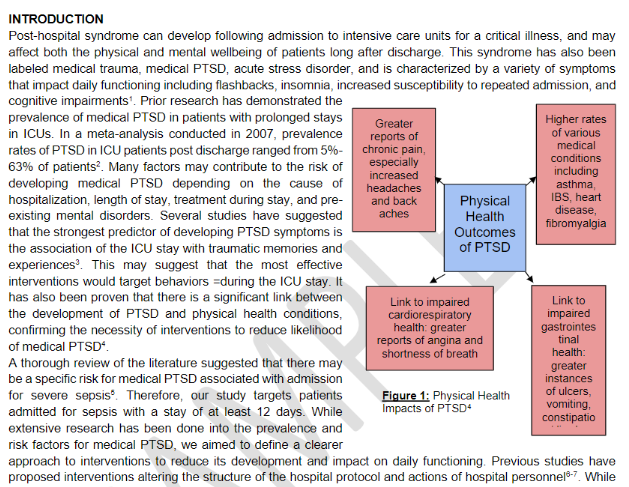 INTRODUCTION
Post-hospital syndrome can develop following admission to intensive care units for a critical illness, and may
affect both the physical and mental wellbeing of patients long after discharge. This syndrome has also been
labeled medical trauma, medical PTSD, acute stress disorder, and is characterized by a variety of symptoms
that impact daily functioning including flashbacks, insomnia, increased susceptibility to repeated admission, and
cognitive impairments¹. Prior research has demonstrated the
prevalence of medical PTSD in patients with prolonged stays
in ICUs. In a meta-analysis conducted in 2007, prevalence
rates of PTSD in ICU patients post discharge ranged from 5%-
63% of patients². Many factors may contribute to the risk of
developing medical PTSD depending on the cause of
hospitalization, length of stay, treatment during stay, and pre-
existing mental disorders. Several studies have suggested
that the strongest predictor of developing PTSD symptoms is
the association of the ICU stay with traumatic memories and
experiences³. This may suggest that the most effective
interventions would target behaviors =during the ICU stay. It
has also been proven that there is a significant link between
the development of PTSD and physical health conditions,
confirming the necessity of interventions to reduce likelihood
of medical PTSD⁴.
A thorough review of the literature suggested that there may
be a specific risk for medical PTSD associated with admission
for severe sepsis⁵. Therefore, our study targets patients
admitted for sepsis with a stay of at least 12 days. While
extensive research has been done into the prevalence and
risk factors for medical PTSD, we aimed to define a clearer
approach to interventions to reduce its development and impact on daily functioning. Previous studies have
proposed interventions altering the structure of the hospital protocol and actions of hospital personnel⁶⁻⁷. While
Greater
reports of
chronic pain,
especially
increased
headaches
and back
aches
Higher rates
of various
medical
conditions
including
asthma,
IBS, heart
disease,
fibromyalgia
Physical
Health
Outcomes
of PTSD
Link to impaired
cardiorespiratory
health: greater
reports of angina and
shortness of breath
Link to
impaired
gastrointes
tinal
health:
greater
instances
of ulcers,
vomiting,
constipatio
Figure 1: Physical Health
Impacts of PTSD⁴